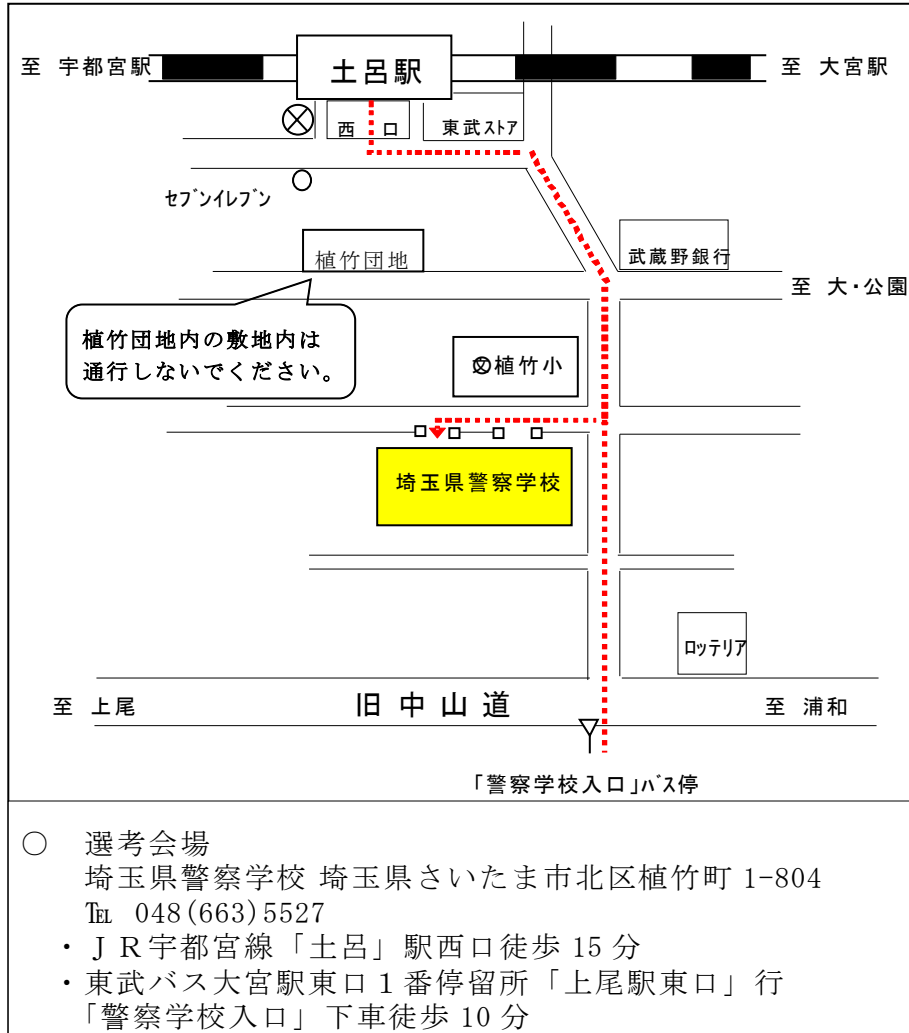 至 宇都宮駅
土呂駅
至 大宮駅
西 口
東武ストア
セブンイレブン
植竹団地
武蔵野銀行
至 大・公園
植竹団地内の敷地内は
通行しないでください。
文植竹小
埼玉県警察学校
ロッテリア
至 上尾
旧中山道
至 浦和
「警察学校入口」バス停
○ 選考会場
埼玉県警察学校 埼玉県さいたま市北区植竹町 1-804
℡ 048(663)5527
・ＪＲ宇都宮線「土呂」駅西口徒歩 15 分
・東武バス大宮駅東口１番停留所「上尾駅東口」行
「警察学校入口」下車徒歩 10 分